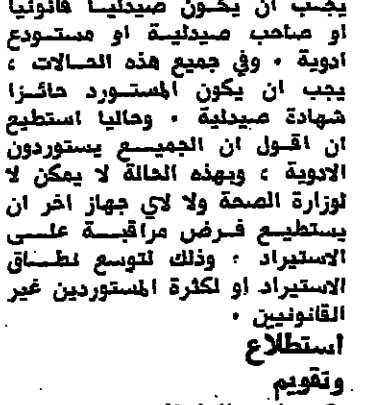 يجب ان يكون صيدليا قانونيا
او صاحب صيدلية او مستودع
ادوية ٠ وفي جميع هذه الحالات ،
يجب ان يكون المستورد حائزا
شهادة صيدلية ٠ وحاليا استطيع
ان اقول ان الجميع يستوردون
الادوية ، وبهذه الحالة لا يمكن لا
لوزارة الصحة ولا لاي جهاز اخر ان
يستطيع فرض مراقبة على
الاستيراد ، وذلك لتوسع نطاق
الاستيراد او لكثرة المستوردين غير
القانونيين ٠
استطلاع
وتقويم